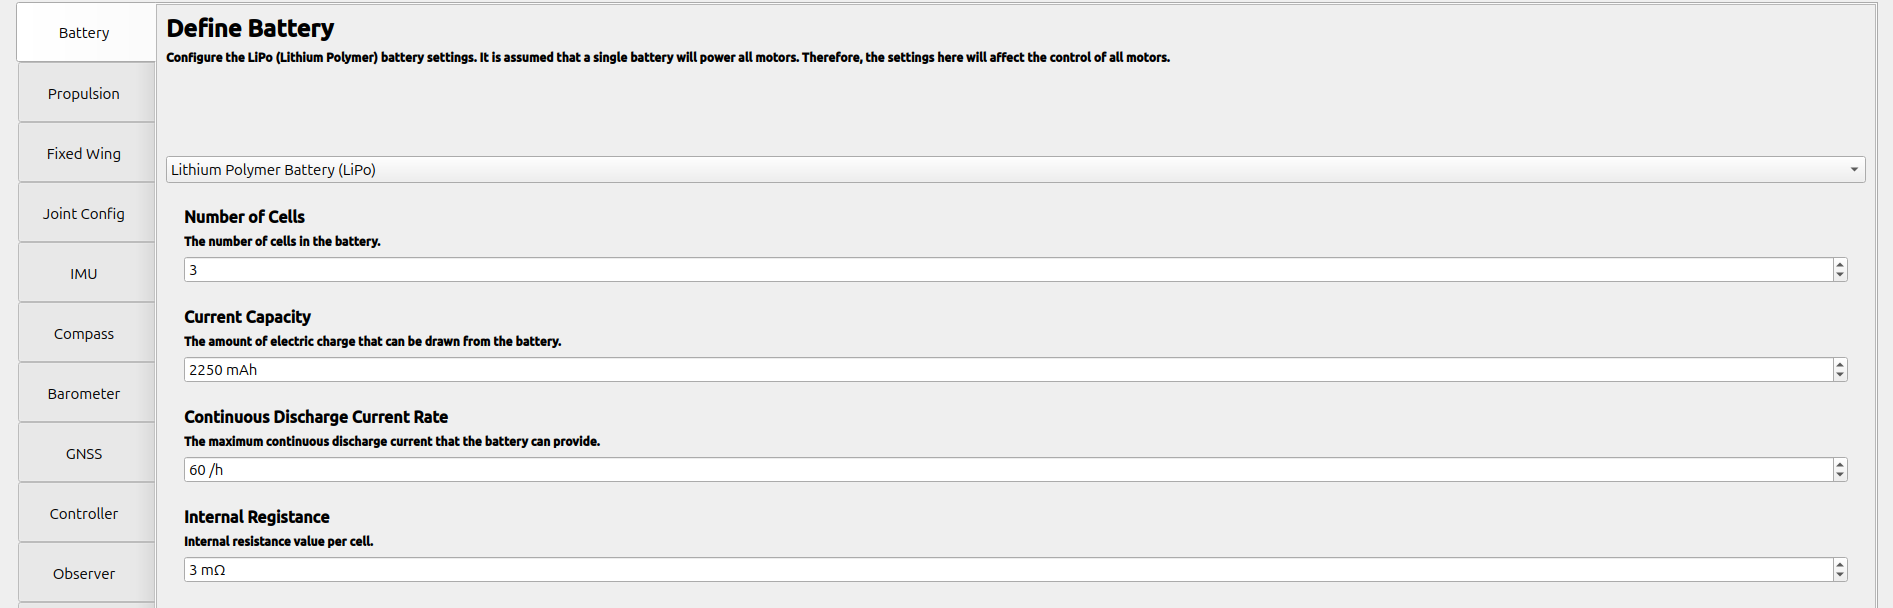 Battery
Propulsion
Fixed Wing
Joint Config
IMU
Compass
Barometer
GNSS
Controller
Observer
Define Battery
Configure the LiPo (Lithium Polymer) battery settings. It is assumed that a single battery will power all motors. Therefore, the settings here will affect the control of all motors.
Lithium Polymer Battery (LiPo)
Number of Cells
The number of cells in the battery.
3
Current Capacity
The amount of electric charge that can be drawn from the battery.
2250 mAh
Continuous Discharge Current Rate
The maximum continuous discharge current that the battery can provide.
60 /h
Internal Registance
Internal resistance value per cell.
3 mΩ